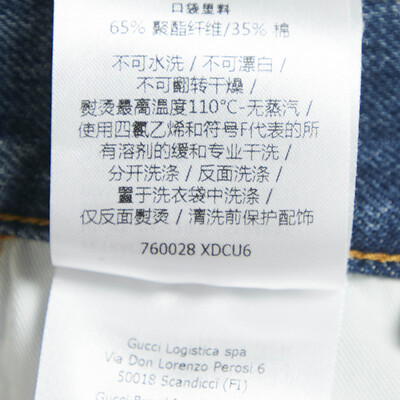 口袋塑料
65% 聚酯纤维/35% 棉
不可水洗 / 不可漂白 /
不可翻转干燥 /
熨烫最高温度110°C-无蒸汽 /
使用四氯乙烯和符号F代表的所
有溶剂的缓和专业干洗 /
分开洗涤 / 反面洗涤 /
置于洗衣袋中洗涤 /
仅反面熨烫 / 清洗前保护配饰
760028 XDCU6
Gucci Logistica spa
Via Don Lorenzo Perosi 6
50018 Scandicci (FI)
Gucci